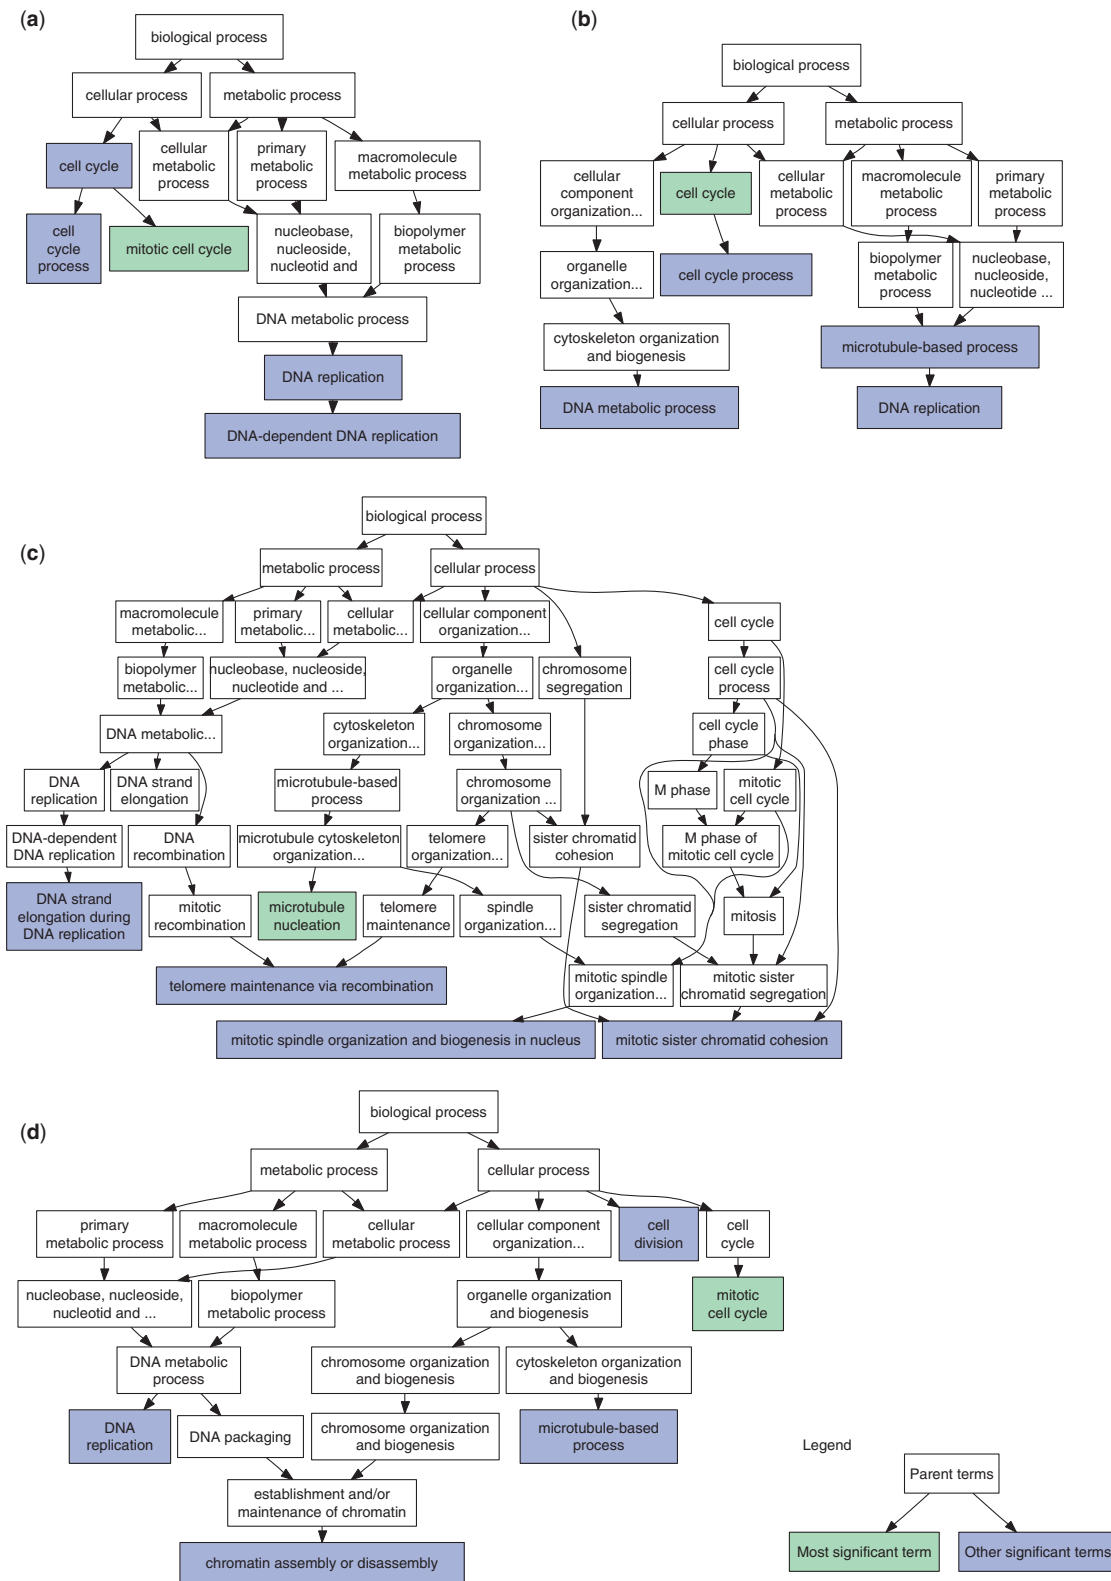 (a)
biological process
cellular process
metabolic process
cell cycle
cellular
metabolic
process
primary
metabolic
process
macromolecule
metabolic process
cell
cycle
process
mitotic cell cycle
nucleobase,
nucleoside,
nucleotid and
biopolymer
metabolic
process
DNA metabolic process
DNA replication
DNA-dependent DNA replication
(b)
biological process
cellular process
metabolic process
cellular
component
organization...
cell cycle
cellular
metabolic
process
macromolecule
metabolic
process
primary
metabolic
process
organelle
organization...
cell cycle process
biopolymer
metabolic
process
nucleobase,
nucleoside,
nucleotide ...
cytoskeleton organization
and biogenesis
microtubule-based process
DNA metabolic process
DNA replication
(c)
biological process
metabolic process
cellular process
macromolecule
metabolic...
primary
metabolic...
cellular
metabolic...
cellular component
organization...
cell cycle
biopolymer
metabolic...
nucleobase, nucleoside,
nucleotide and ...
organelle
organization...
chromosome
segregation
cell cycle
process
DNA metabolic...
cytoskeleton
organization...
chromosome
organization...
cell cycle
phase
DNA
replication
DNA strand
elongation
microtubule-based
process
chromosome
organization ...
M phase
mitotic
cell cycle
DNA-dependent
DNA replication
DNA
recombination
microtubule cytoskeleton
organization...
telomere
organization...
sister chromatid
cohesion
M phase of
mitotic cell cycle
DNA strand
elongation during
DNA replication
mitotic
recombination
microtubule
nucleation
telomere
maintenance
spindle
organization...
sister chromatid
segregation
mitosis
telomere maintenance via recombination
mitotic spindle
organization...
mitotic sister
chromatid segregation
mitotic spindle organization and biogenesis in nucleus
mitotic sister chromatid cohesion
(d)
biological process
metabolic process
cellular process
primary
metabolic process
macromolecule
metabolic process
cellular
metabolic process
cellular component
organization...
cell
division
cell
cycle
nucleobase, nucleoside,
nucleotid and ...
biopolymer
metabolic process
organelle organization
and biogenesis
mitotic
cell cycle
DNA metabolic
process
chromosome organization
and biogenesis
cytoskeleton organization
and biogenesis
DNA
replication
DNA packaging
chromosome organization
and biogenesis
microtubule-based
process
establishment and/or
maintenance of chromatin
chromatin assembly or disassembly
Legend
Parent terms
Most significant term
Other significant terms